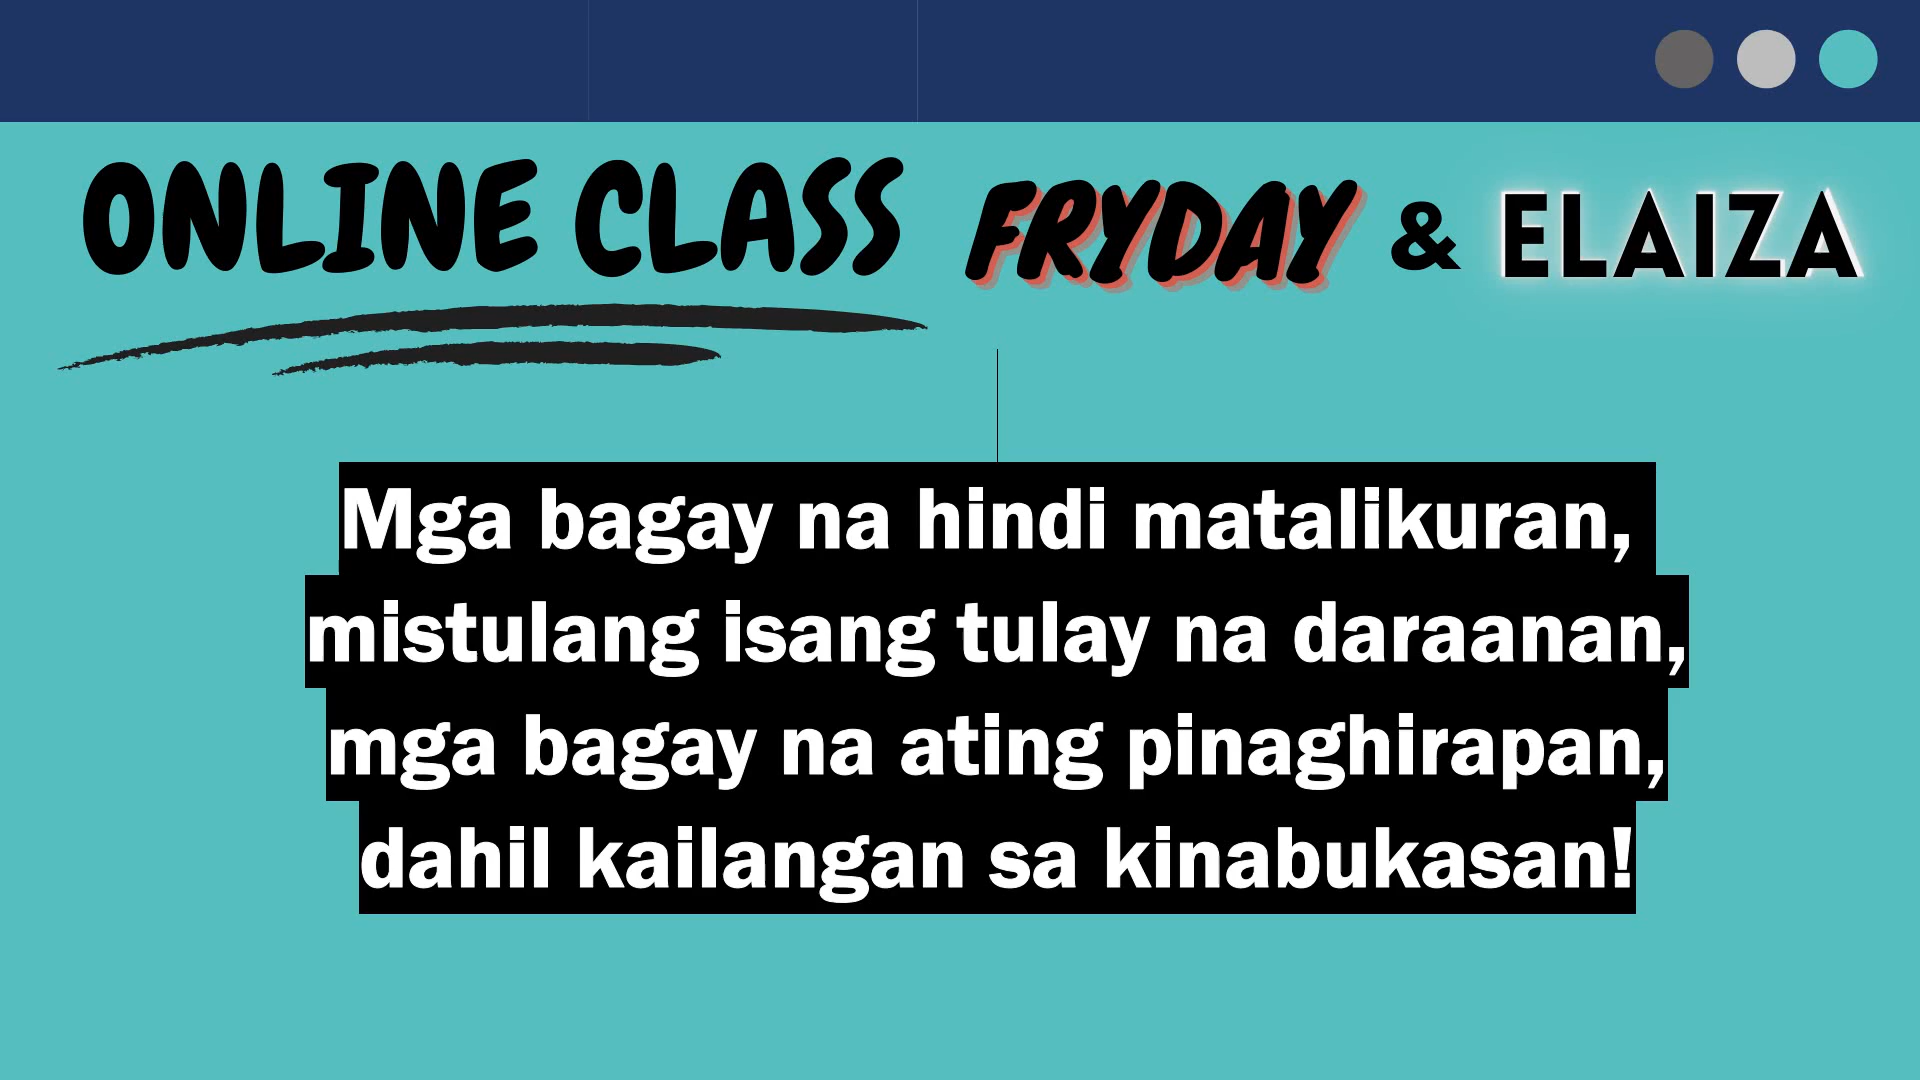 ONLINE CLASS FRYDAY & ELAIZA
Mga bagay na hindi matalikuran,
mistulang isang tulay na daraanan,
mga bagay na ating pinaghirapan,
dahil kailangan sa kinabukasan!